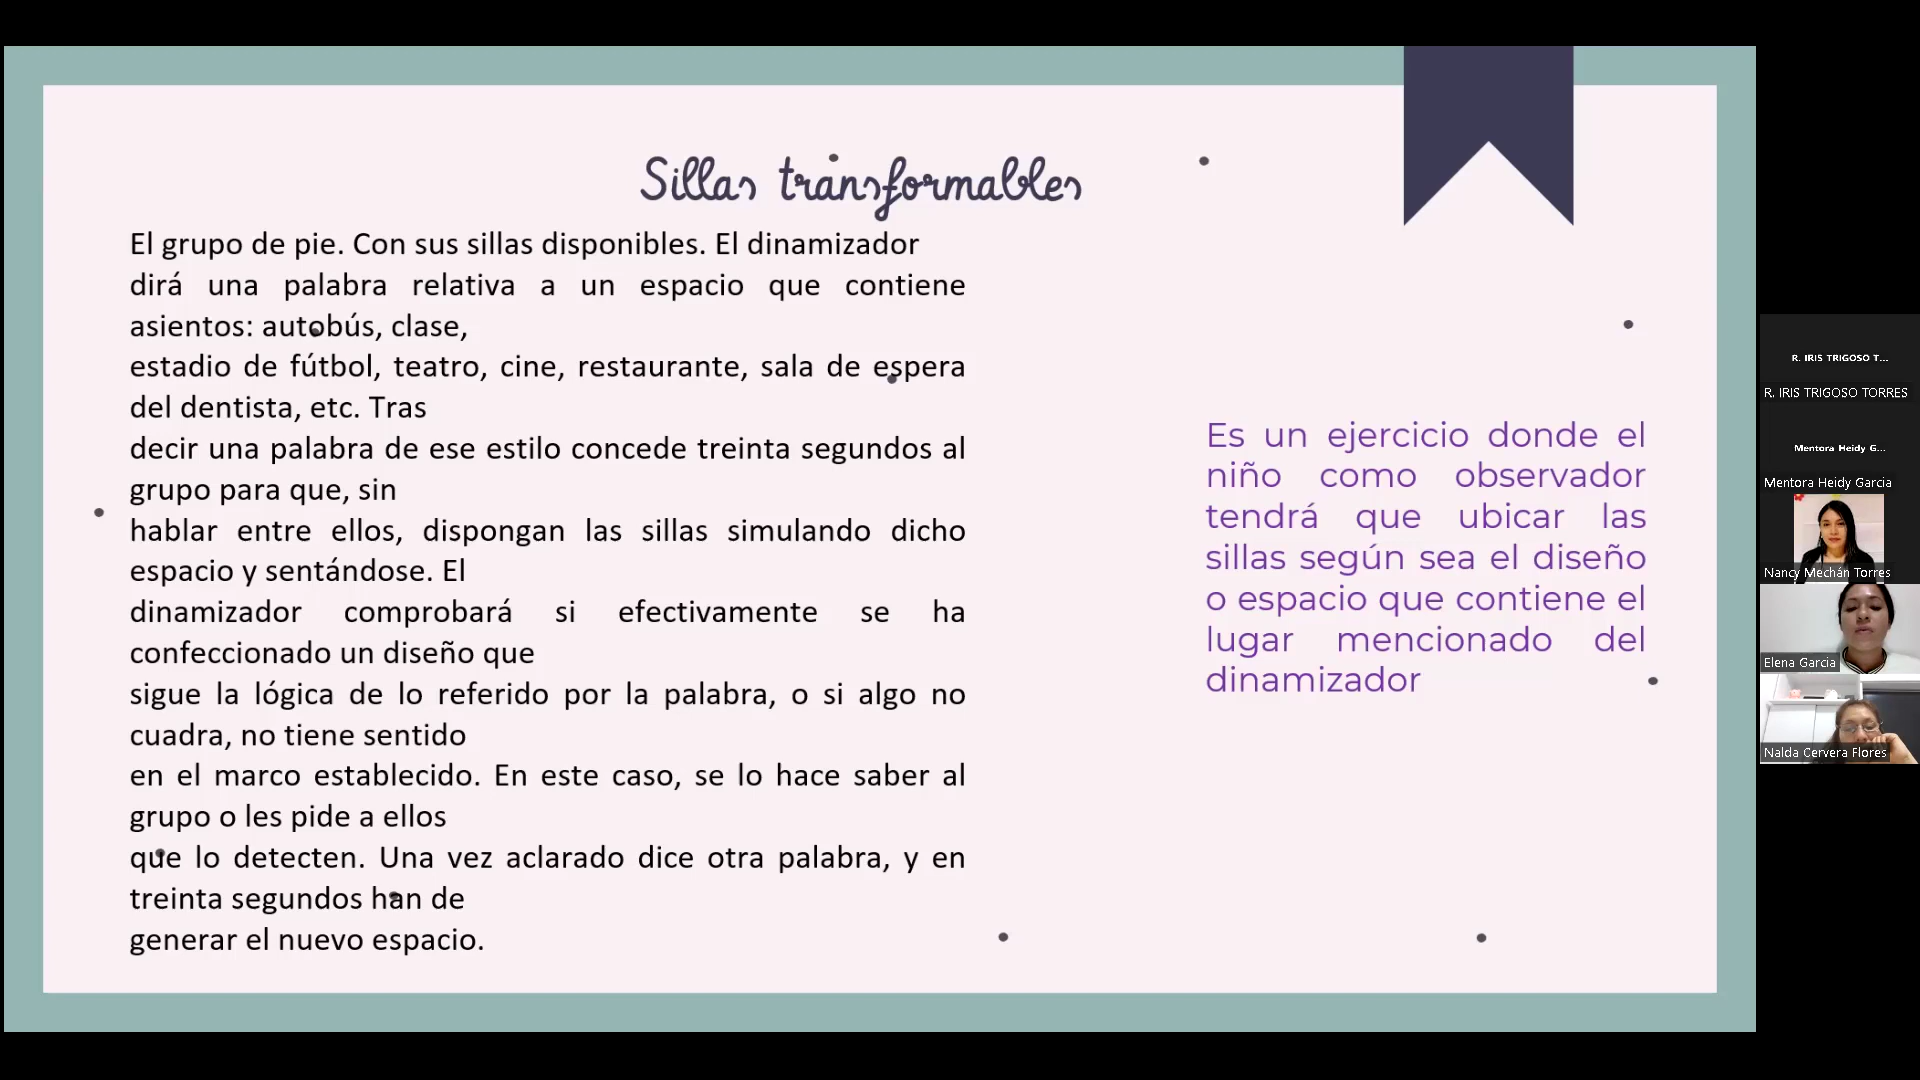 Sillas transformables
El grupo de pie. Con sus sillas disponibles. El dinamizador
dirá una palabra relativa a un espacio que contiene
asientos: autobús, clase,
estadio de fútbol, teatro, cine, restaurante, sala de espera
del dentista, etc. Tras
decir una palabra de ese estilo concede treinta segundos al
grupo para que, sin
hablar entre ellos, dispongan las sillas simulando dicho
espacio y sentándose. El
dinamizador comprobará si efectivamente se ha
confeccionado un diseño que
sigue la lógica de lo referido por la palabra, o si algo no
cuadra, no tiene sentido
en el marco establecido. En este caso, se lo hace saber al
grupo o les pide a ellos
que lo detecten. Una vez aclarado dice otra palabra, y en
treinta segundos han de
generar el nuevo espacio.
Es un ejercicio donde el
niño como observador
tendrá que ubicar las
sillas según sea el diseño
o espacio que contiene el
lugar mencionado del
dinamizador
R. IRIS TRIGOSO T...
R. IRIS TRIGOSO TORRES
Mentora Heidy G...
Mentora Heidy Garcia
Nancy Mechán Torres
Elena Garcia
Nalda Cervera Flores